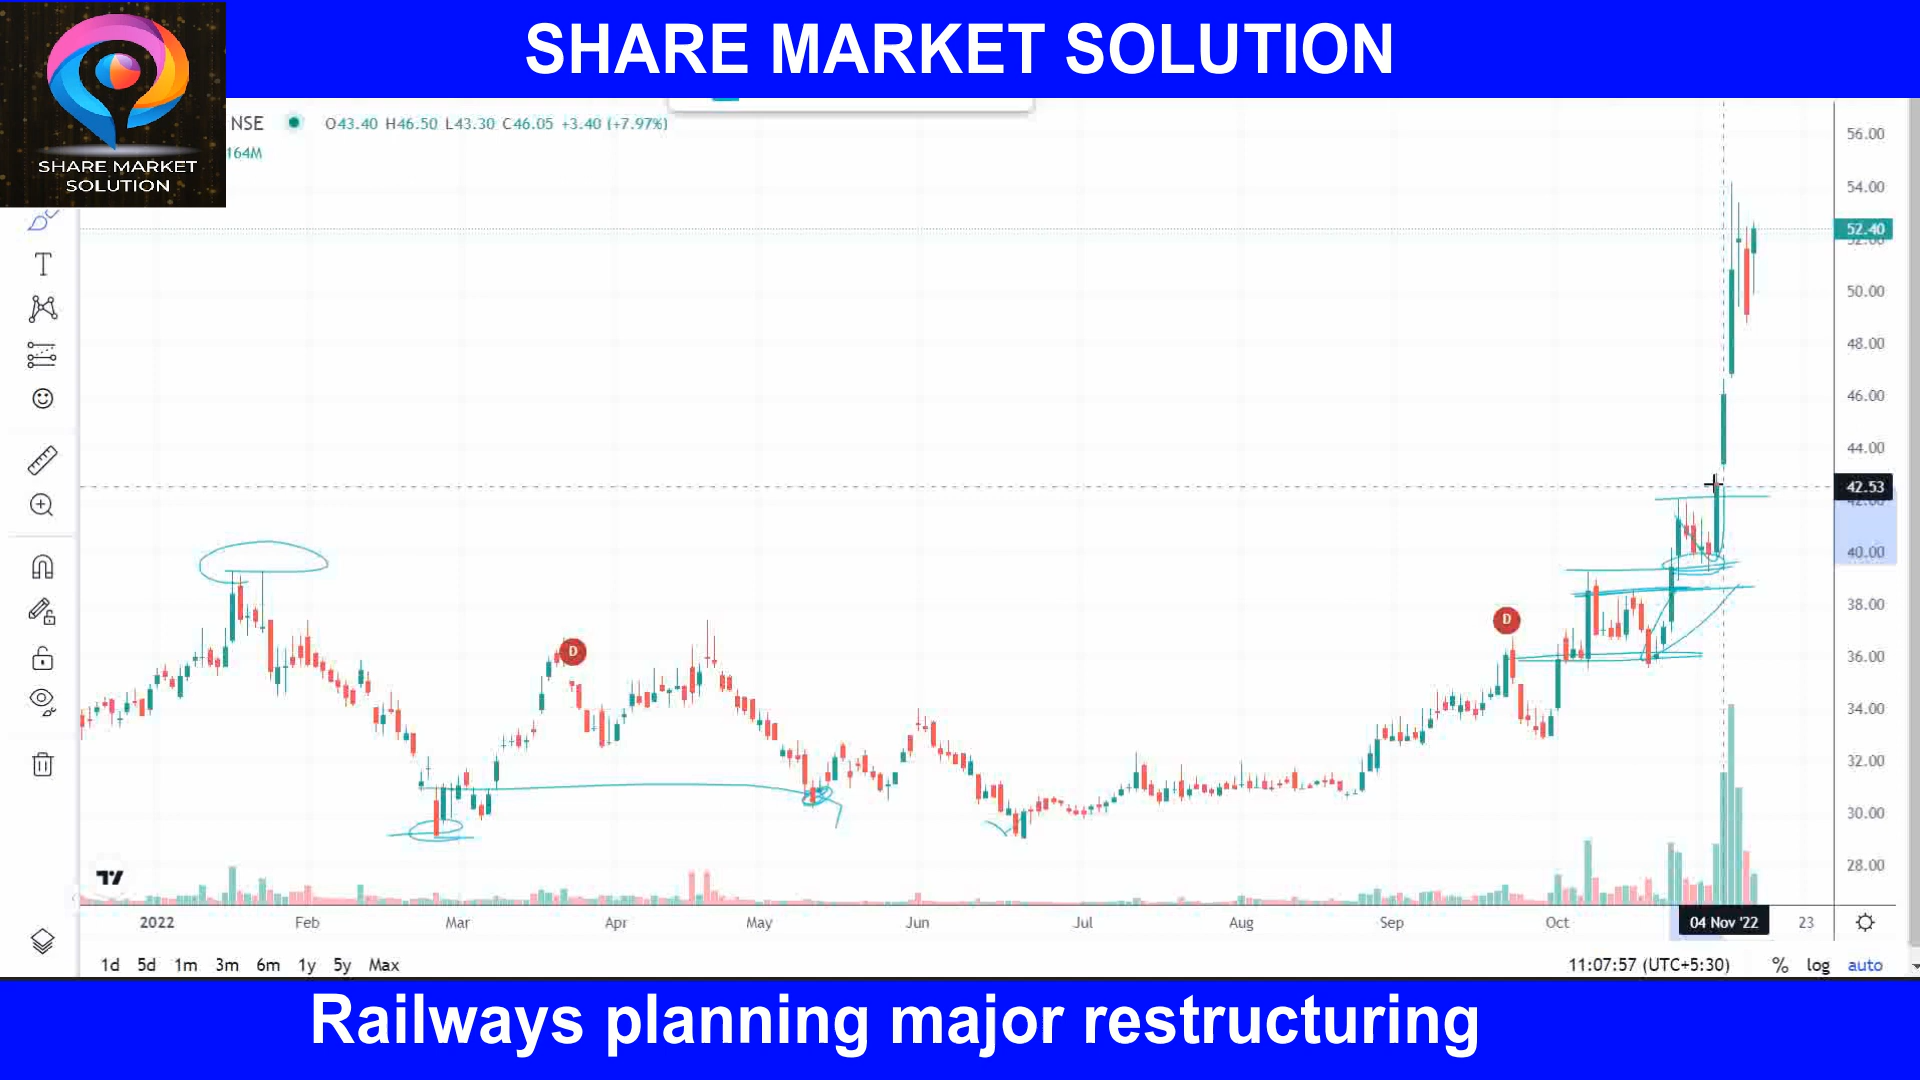 SHARE MARKET SOLUTION
SHARE MARKET
SOLUTION
NSE O43.40 H46.50 L43.30 C46.05 +3.40 (+7.97%)
164M
56.00
54.00
52.40
52.00
50.00
48.00
46.00
44.00
42.53
42.00
40.00
38.00
36.00
34.00
32.00
30.00
28.00
D
D
2022 Feb Mar Apr May Jun Jul Aug Sep Oct 04 Nov '22 23
1d 5d 1m 3m 6m 1y 5y Max 11:07:57 (UTC+5:30) % log auto
Railways planning major restructuring